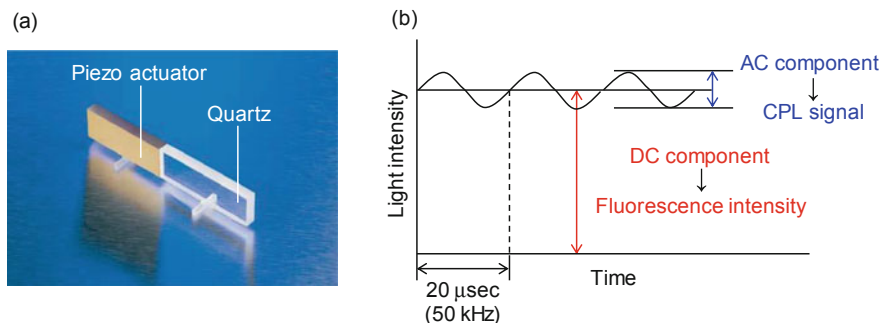 (a)
Piezo actuator
Quartz
(b)
Light intensity
AC component
CPL signal
DC component
Fluorescence intensity
Time
20 μsec
(50 kHz)